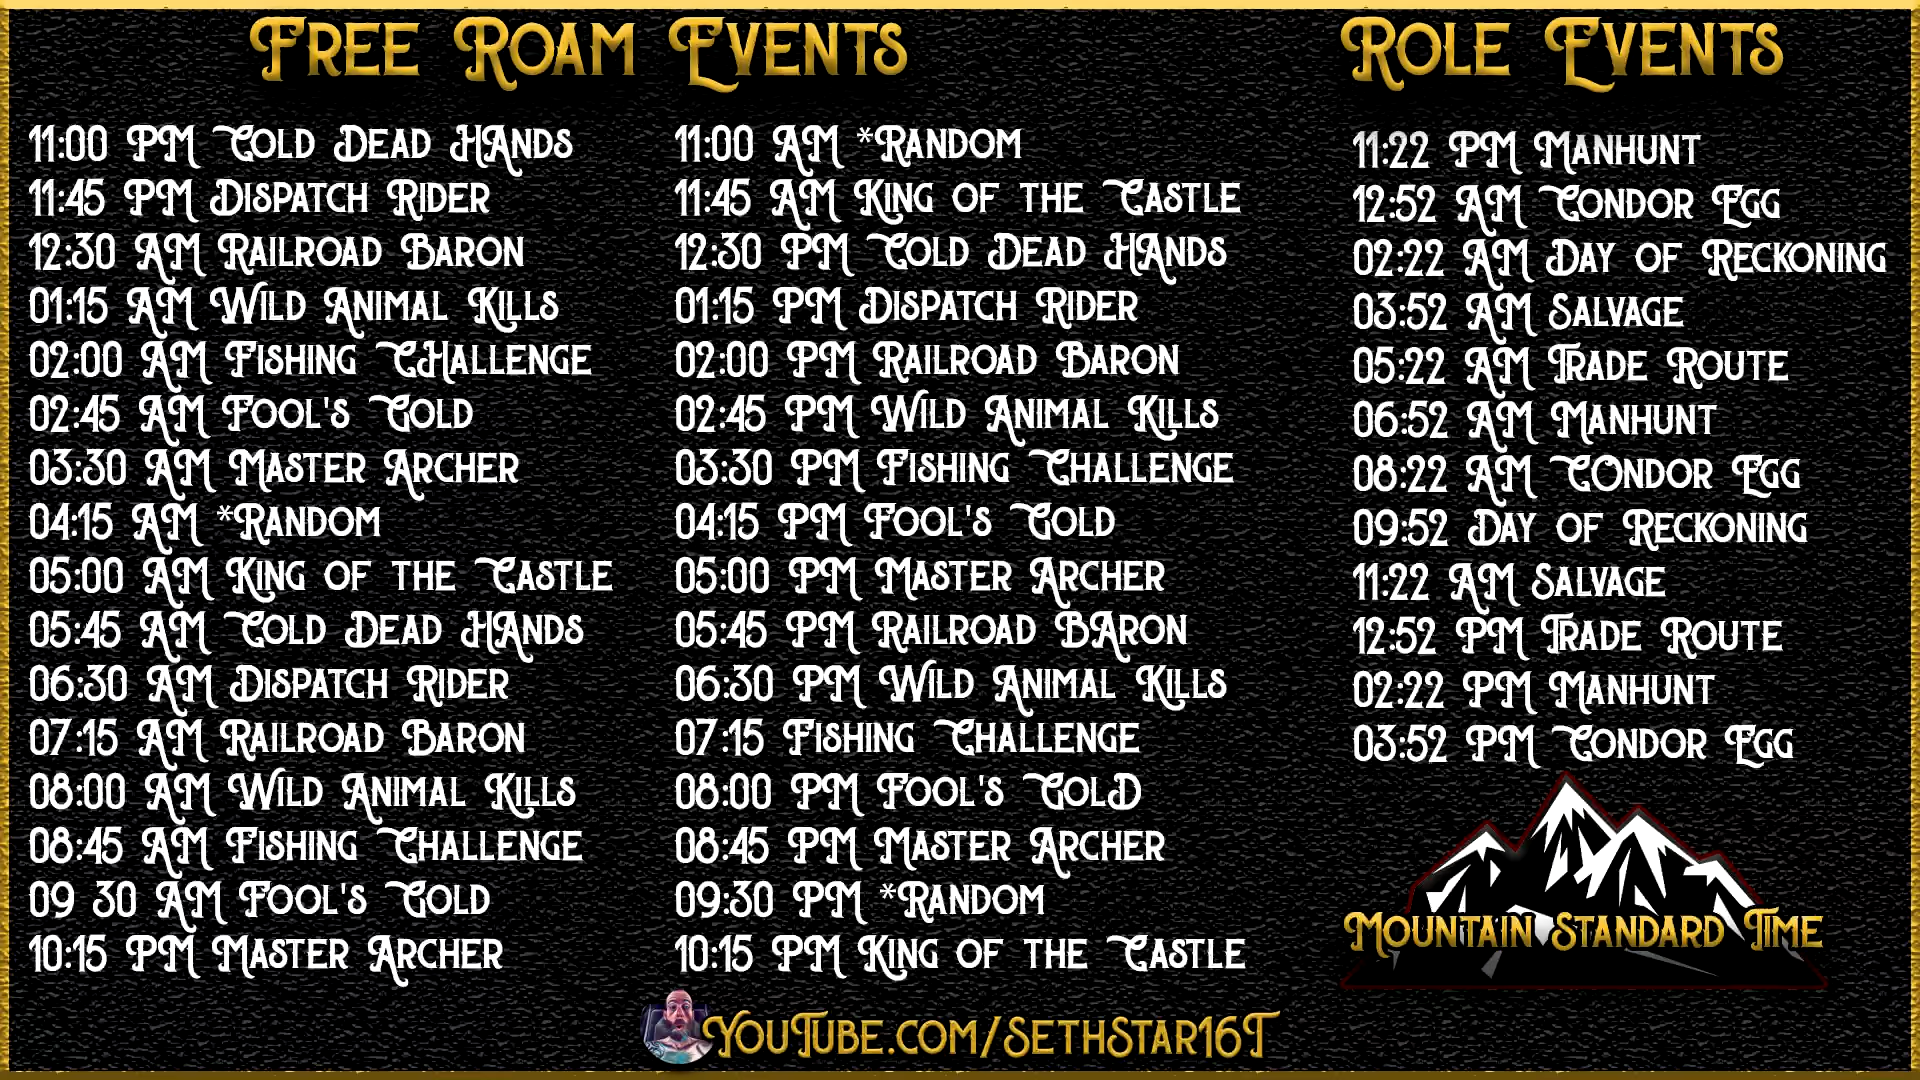 Free Roam Events
11:00 PM Cold Dead Hands
11:45 PM Dispatch Rider
12:30 AM Railroad Baron
01:15 AM Wild Animal Kills
02:00 AM Fishing Challenge
02:45 AM Fool's Gold
03:30 AM Master Archer
04:15 AM *Random
05:00 AM King of the Castle
05:45 AM Cold Dead Hands
06:30 AM Dispatch Rider
07:15 AM Railroad Baron
08:00 AM Wild Animal Kills
08:45 AM Fishing Challenge
09 30 AM Fool's Gold
10:15 PM Master Archer
11:00 AM *Random
11:45 AM King of the Castle
12:30 PM Cold Dead Hands
01:15 PM Dispatch Rider
02:00 PM Railroad Baron
02:45 PM Wild Animal Kills
03:30 PM Fishing Challenge
04:15 PM Fool's Gold
05:00 PM Master Archer
05:45 PM Railroad Baron
06:30 PM Wild Animal Kills
07:15 Fishing Challenge
08:00 PM Fool's Gold
08:45 PM Master Archer
09:30 PM *Random
10:15 PM King of the Castle
Role Events
11:22 PM Manhunt
12:52 AM Condor Egg
02:22 AM Day of Reckoning
03:52 AM Salvage
05:22 AM Trade Route
06:52 AM Manhunt
08:22 AM Condor Egg
09:52 Day of Reckoning
11:22 AM Salvage
12:52 PM Trade Route
02:22 PM Manhunt
03:52 PM Condor Egg
Mountain Standard Time
YouTube.com/SethStar16T